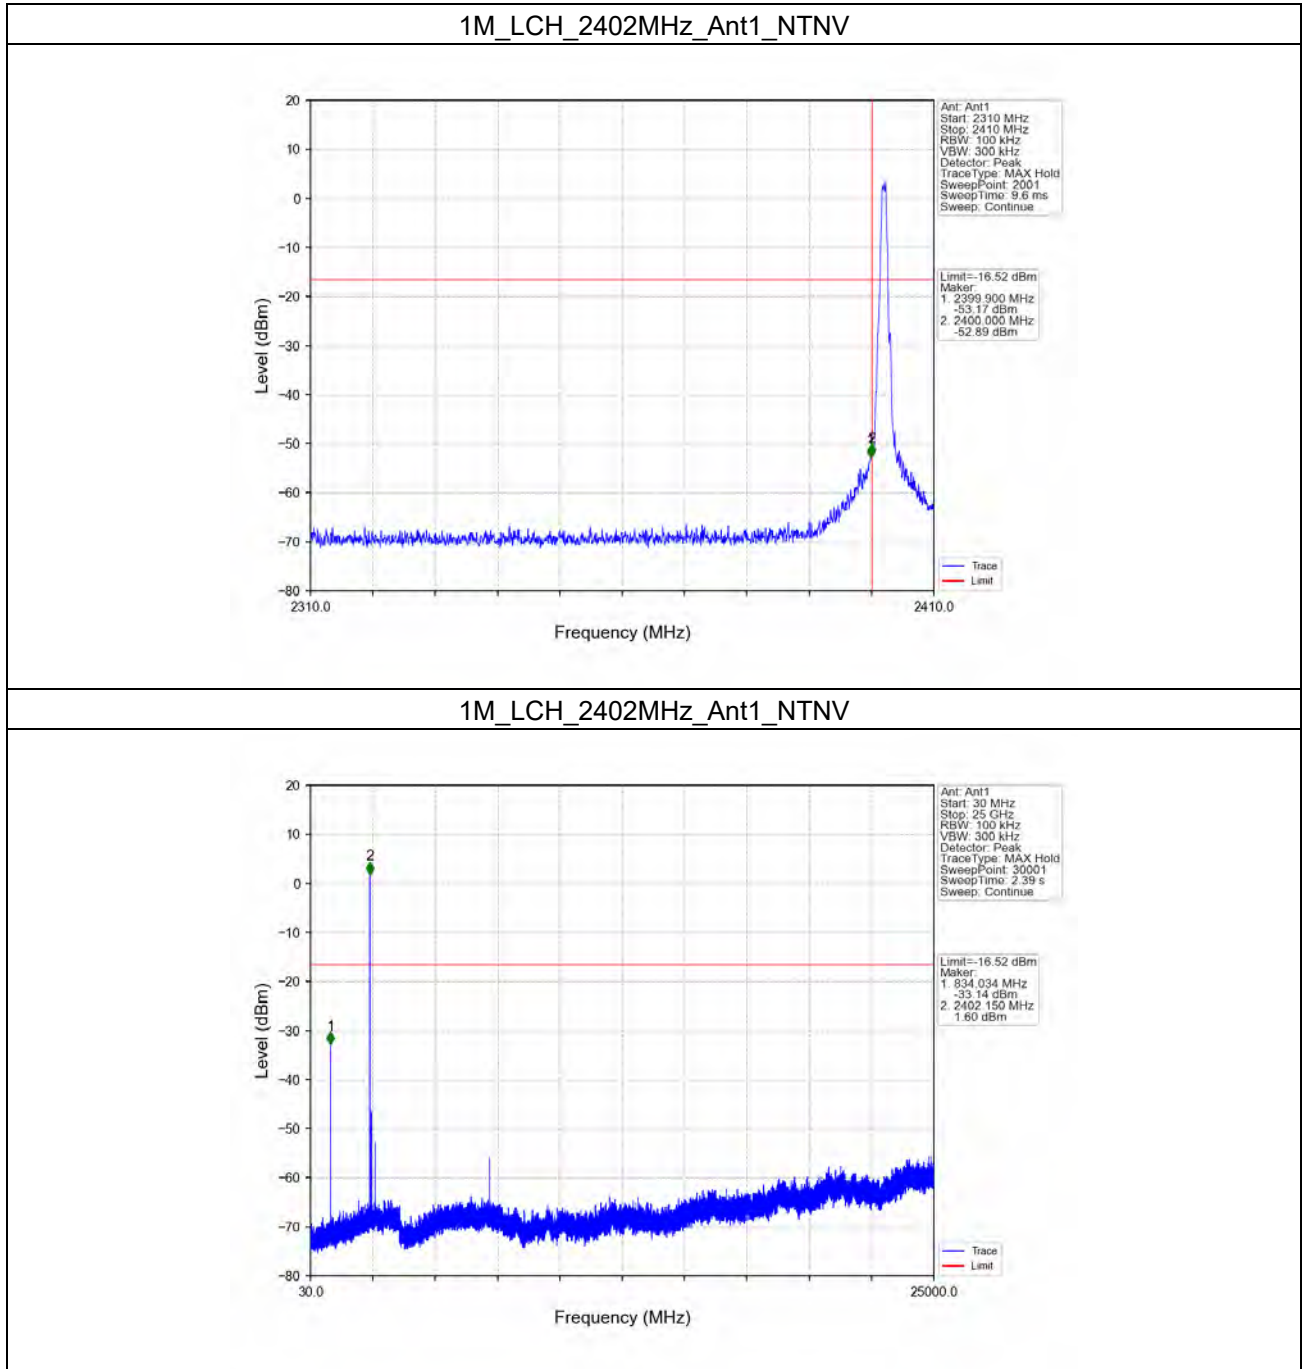 1M_LCH_2402MHz_Ant1_NTNV
20
10
0
−10
−20
−30
−40
−50
−60
−70
−80
Level (dBm)
2310.0
2410.0
Frequency (MHz)
Ant: Ant1
Start: 2310 MHz
Stop: 2410 MHz
RBW: 100 kHz
VBW: 300 kHz
Detector: Peak
TraceType: MAX Hold
SweepPoint: 2001
SweepTime: 9.6 ms
Sweep: Continue
Limit=-16.52 dBm
Maker:
1. 2399.900 MHz
-53.17 dBm
2. 2400.000 MHz
-52.89 dBm
Trace
Limit
1M_LCH_2402MHz_Ant1_NTNV
20
10
0
−10
−20
−30
−40
−50
−60
−70
−80
Level (dBm)
1
2
30.0
25000.0
Frequency (MHz)
Ant: Ant1
Start: 30 MHz
Stop: 25 GHz
RBW: 100 kHz
VBW: 300 kHz
Detector: Peak
TraceType: MAX Hold
SweepPoint: 30001
SweepTime: 2.39 s
Sweep: Continue
Limit=-16.52 dBm
Maker:
1. 834.034 MHz
-33.14 dBm
2. 2402.150 MHz
1.60 dBm
Trace
Limit